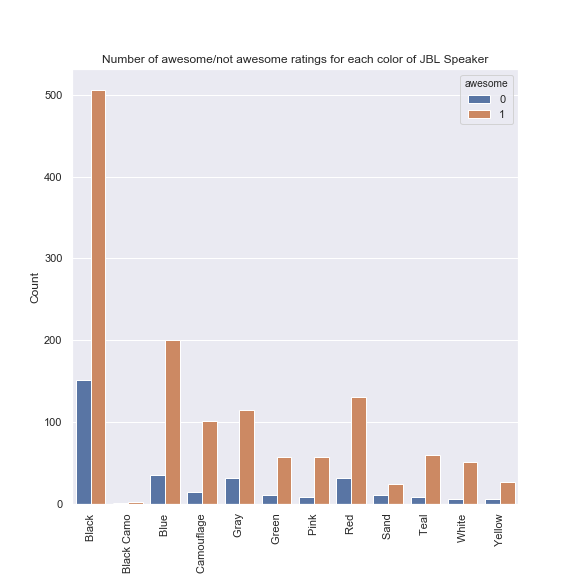 Number of awesome/not awesome ratings for each color of JBL Speaker
awesome
0
1
500
400
300
200
100
0
Count
Black
Black Camo
Blue
Camouflage
Gray
Green
Pink
Red
Sand
Teal
White
Yellow